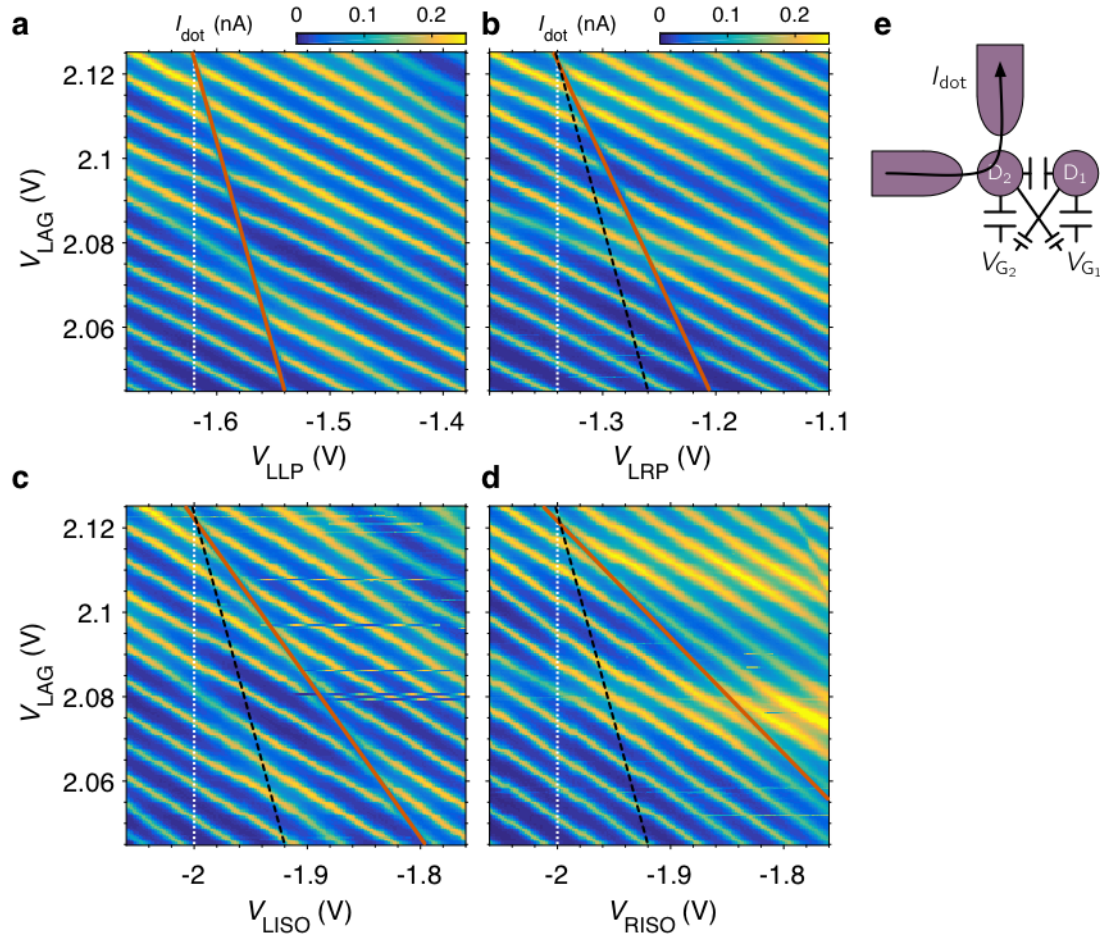 a
I_dot (nA)
0 0.1 0.2
b
I_dot (nA)
0 0.1 0.2
e
I_dot
D_2 D_1
V_G_2 V_G_1
2.12
2.1
2.08
2.06
V_LAG (V)
-1.6 -1.5 -1.4
V_LLP (V)
-1.3 -1.2 -1.1
V_LRP (V)
c
d
2.12
2.1
2.08
2.06
V_LAG (V)
-2 -1.9 -1.8
V_LISO (V)
-2 -1.9 -1.8
V_RISO (V)